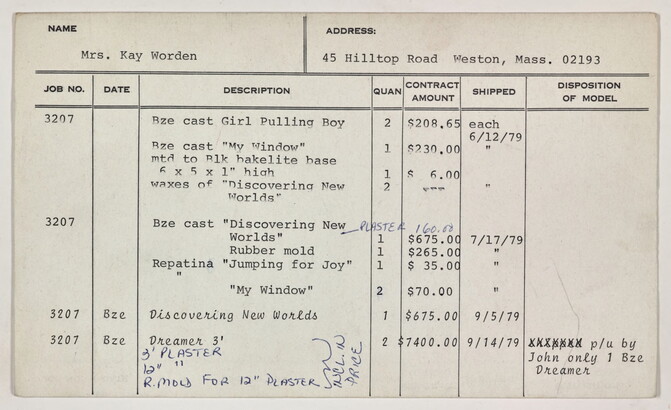 NAME
ADDRESS:
Mrs. Kay Worden
45 Hilltop Road Weston, Mass. 02193
JOB NO. DATE DESCRIPTION QUAN CONTRACT AMOUNT SHIPPED DISPOSITION OF MODEL
3207 Bze cast Girl Pulling Boy 2 $208.65 each
6/12/79
Bze cast "My Window" 1 $230.00 "
mtd to Blk bakelite base
6 x 5 x 1" high 1 $ 6.00
waxes of "Discovering New 2 "
Worlds"
3207 Bze cast "Discovering New PLASTER 160.00
Worlds" 1 $675.00 7/17/79
Rubber mold 1 $265.00 "
Repatina "Jumping for Joy" 1 $ 35.00 "
"
"My Window" 2 $70.00 "
3207 Bze Discovering New Worlds 1 $675.00 9/5/79
3207 Bze Dreamer 3' 2 $7400.00 9/14/79 p/u by
3' PLASTER John only 1 Bze
12" " Dreamer
R.MOLD FOR 12" PLASTER INCL.IN PRICE